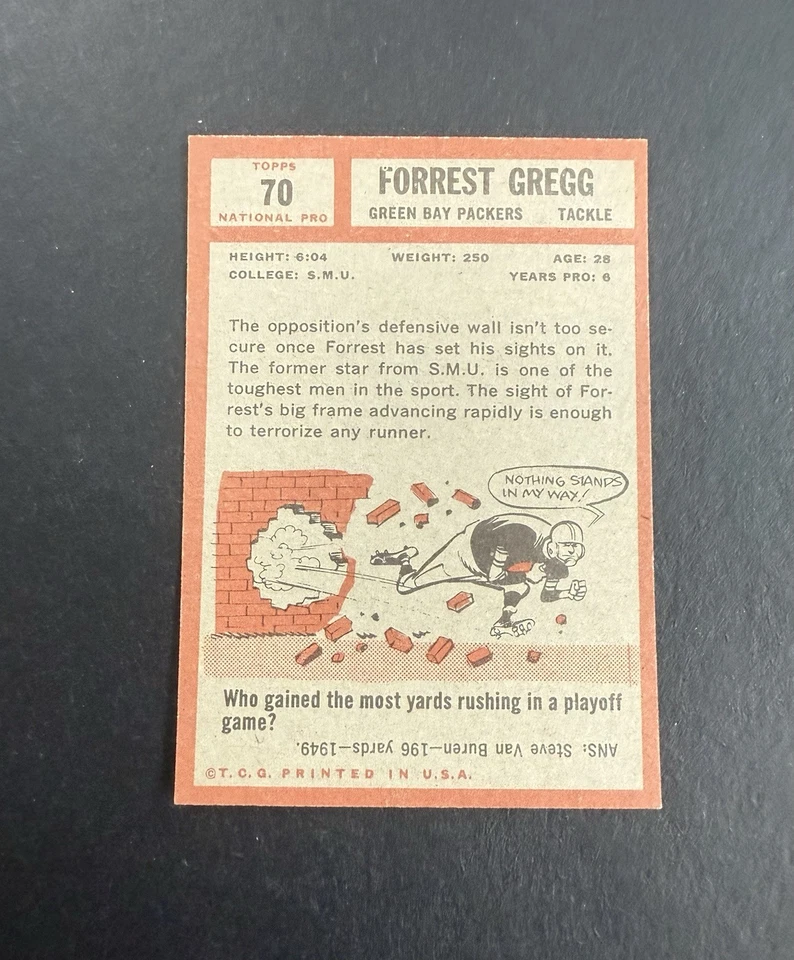 TOPPS
70
NATIONAL PRO
FORREST GREGG
GREEN BAY PACKERS TACKLE
HEIGHT: 6:04 WEIGHT: 250 AGE: 28
COLLEGE: S.M.U. YEARS PRO: 6
The opposition's defensive wall isn't too se-
cure once Forrest has set his sights on it.
The former star from S.M.U. is one of the
toughest men in the sport. The sight of For-
rest's big frame advancing rapidly is enough
to terrorize any runner.
NOTHING STANDS
IN MY WAY!
Who gained the most yards rushing in a playoff
game?
ANS: Steve Van Buren—196 yards—1949.
©T.C.G. PRINTED IN U.S.A.